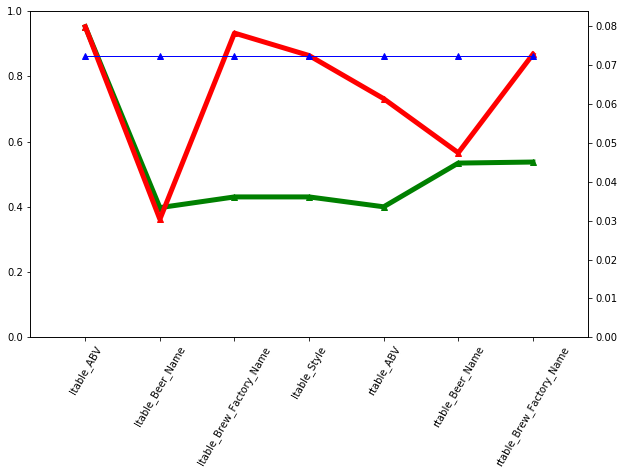 1.0
0.8
0.6
0.4
0.2
0.0
0.08
0.07
0.06
0.05
0.04
0.03
0.02
0.01
0.00
ltable_ABV
ltable_Beer_Name
ltable_Brew_Factory_Name
ltable_Style
rtable_ABV
rtable_Beer_Name
rtable_Brew_Factory_Name